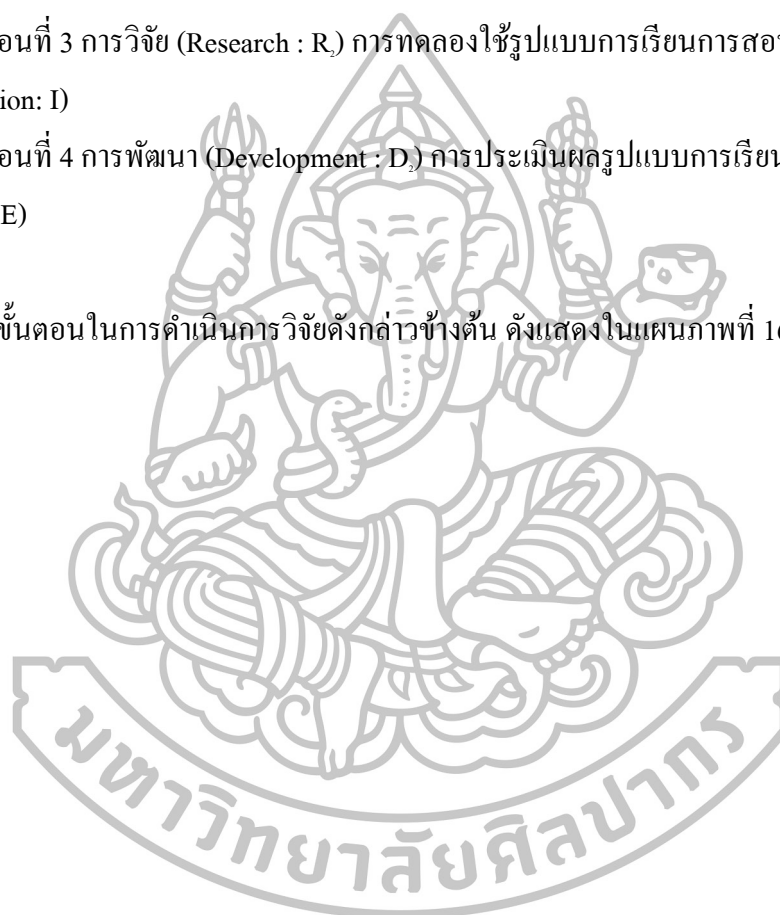 อนที่ 3 การวิจัย (Research : R₂) การทดลองใช้รูปแบบการเรียนการสอน
ion: I)
อนที่ 4 การพัฒนา (Development : D₂) การประเมินผลรูปแบบการเรียน
E)
ขั้นตอนในการดำเนินการวิจัยดังกล่าวข้างต้น ดังแสดงในแผนภาพที่ 16
มหาวิทยาลัยศิลปากร